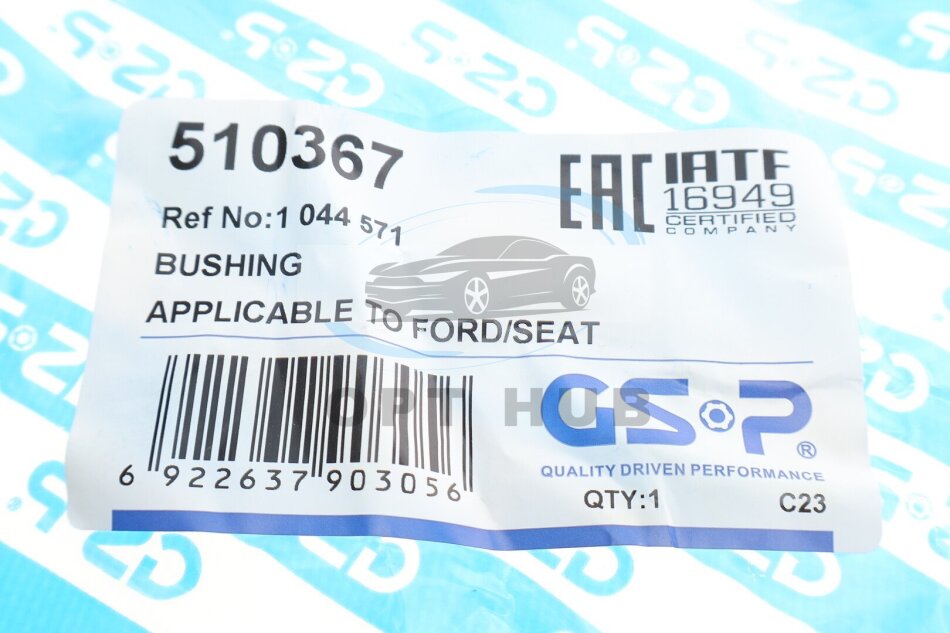 510367
EAC IATF
16949
CERTIFIED
COMPANY
Ref No:1 044 571
BUSHING
APPLICABLE TO FORD/SEAT
OPT HUB
GSP®
QUALITY DRIVEN PERFORMANCE
6 922637 903056
QTY:1 C23